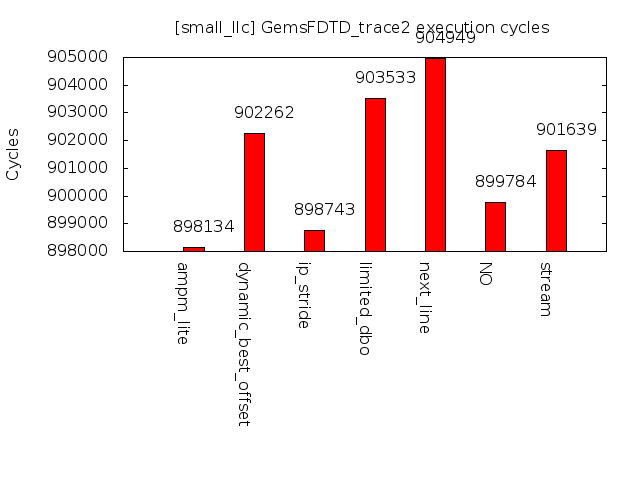 [small_llc] GemsFDTD_trace2 execution cycles
Cycles
905000
904000
903000
902000
901000
900000
899000
898000
898134
902262
898743
903533
904949
899784
901639
ampm_lite
dynamic_best_offset
ip_stride
limited_dbo
next_line
NO
stream